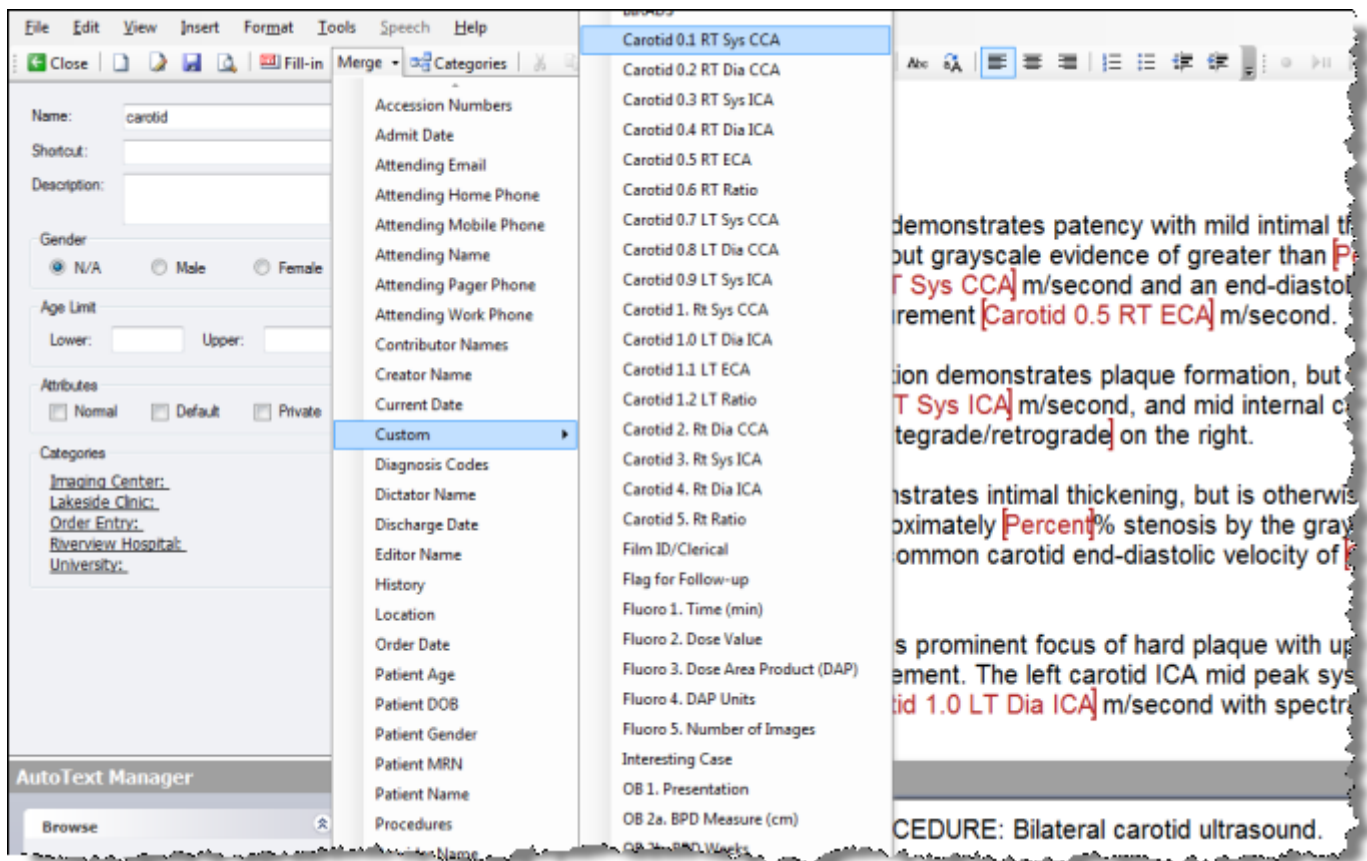 File Edit View Insert Format Tools Speech Help
Close Fill-in Merge Categories Abc
Name: carotid
Shortcut:
Description:
Gender
N/A Male Female
Age Limit
Lower: Upper:
Attributes
Normal Default Private
Categories
Imaging Center:
Lakeside Clinic:
Order Entry:
Riverview Hospital:
University:
AutoText Manager
Browse
Accession Numbers
Admit Date
Attending Email
Attending Home Phone
Attending Mobile Phone
Attending Name
Attending Pager Phone
Attending Work Phone
Contributor Names
Creator Name
Current Date
Custom
Diagnosis Codes
Dictator Name
Discharge Date
Editor Name
History
Location
Order Date
Patient Age
Patient DOB
Patient Gender
Patient MRN
Patient Name
Procedures
Name
Carotid 0.1 RT Sys CCA
Carotid 0.2 RT Dia CCA
Carotid 0.3 RT Sys ICA
Carotid 0.4 RT Dia ICA
Carotid 0.5 RT ECA
Carotid 0.6 RT Ratio
Carotid 0.7 LT Sys CCA
Carotid 0.8 LT Dia CCA
Carotid 0.9 LT Sys ICA
Carotid 1. Rt Sys CCA
Carotid 1.0 LT Dia ICA
Carotid 1.1 LT ECA
Carotid 1.2 LT Ratio
Carotid 2. Rt Dia CCA
Carotid 3. Rt Sys ICA
Carotid 4. Rt Dia ICA
Carotid 5. Rt Ratio
Film ID/Clerical
Flag for Follow-up
Fluoro 1. Time (min)
Fluoro 2. Dose Value
Fluoro 3. Dose Area Product (DAP)
Fluoro 4. DAP Units
Fluoro 5. Number of Images
Interesting Case
OB 1. Presentation
OB 2a. BPD Measure (cm)
demonstrates patency with mild intimal th
out grayscale evidence of greater than [P
T Sys CCA] m/second and an end-diastol
urement [Carotid 0.5 RT ECA] m/second.
tion demonstrates plaque formation, but
T Sys ICA] m/second, and mid internal c
tegrade/retrograde] on the right.
nstrates intimal thickening, but is otherwis
oximately [Percent]% stenosis by the gray
ommon carotid end-diastolic velocity of [
s prominent focus of hard plaque with up
ement. The left carotid ICA mid peak sys
tid 1.0 LT Dia ICA] m/second with spectra
CEDURE: Bilateral carotid ultrasound.